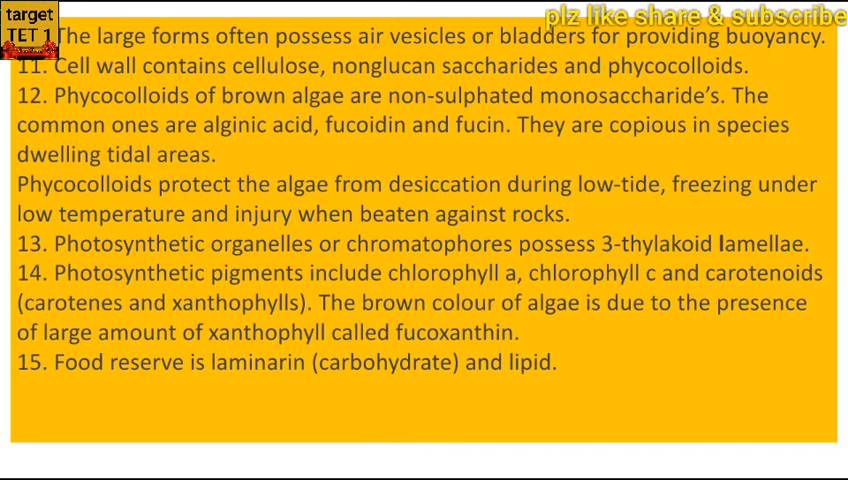 target
TET 1
plz like share & subscribe
The large forms often possess air vesicles or bladders for providing buoyancy.
11. Cell wall contains cellulose, nonglucan saccharides and phycocolloids.
12. Phycocolloids of brown algae are non-sulphated monosaccharide’s. The
common ones are alginic acid, fucoidin and fucin. They are copious in species
dwelling tidal areas.
Phycocolloids protect the algae from desiccation during low-tide, freezing under
low temperature and injury when beaten against rocks.
13. Photosynthetic organelles or chromatophores possess 3-thylakoid lamellae.
14. Photosynthetic pigments include chlorophyll a, chlorophyll c and carotenoids
(carotenes and xanthophylls). The brown colour of algae is due to the presence
of large amount of xanthophyll called fucoxanthin.
15. Food reserve is laminarin (carbohydrate) and lipid.